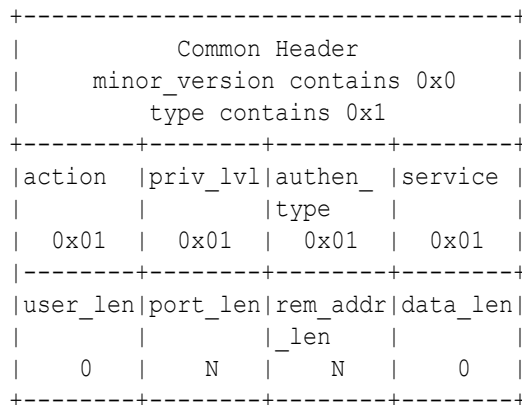 +---------------------------------------+
|            Common Header              |
|     minor_version contains 0x0        |
|         type contains 0x1             |
+--------+--------+--------+--------+
|action  |priv_lvl|authen_ |service |
|        |        |type    |        |
|  0x01  |  0x01  |  0x01  |  0x01  |
|--------+--------+--------+--------+
|user_len|port_len|rem_addr|data_len|
|        |        |_len    |        |
|    0   |    N   |    N   |    0   |
+--------+--------+--------+--------+